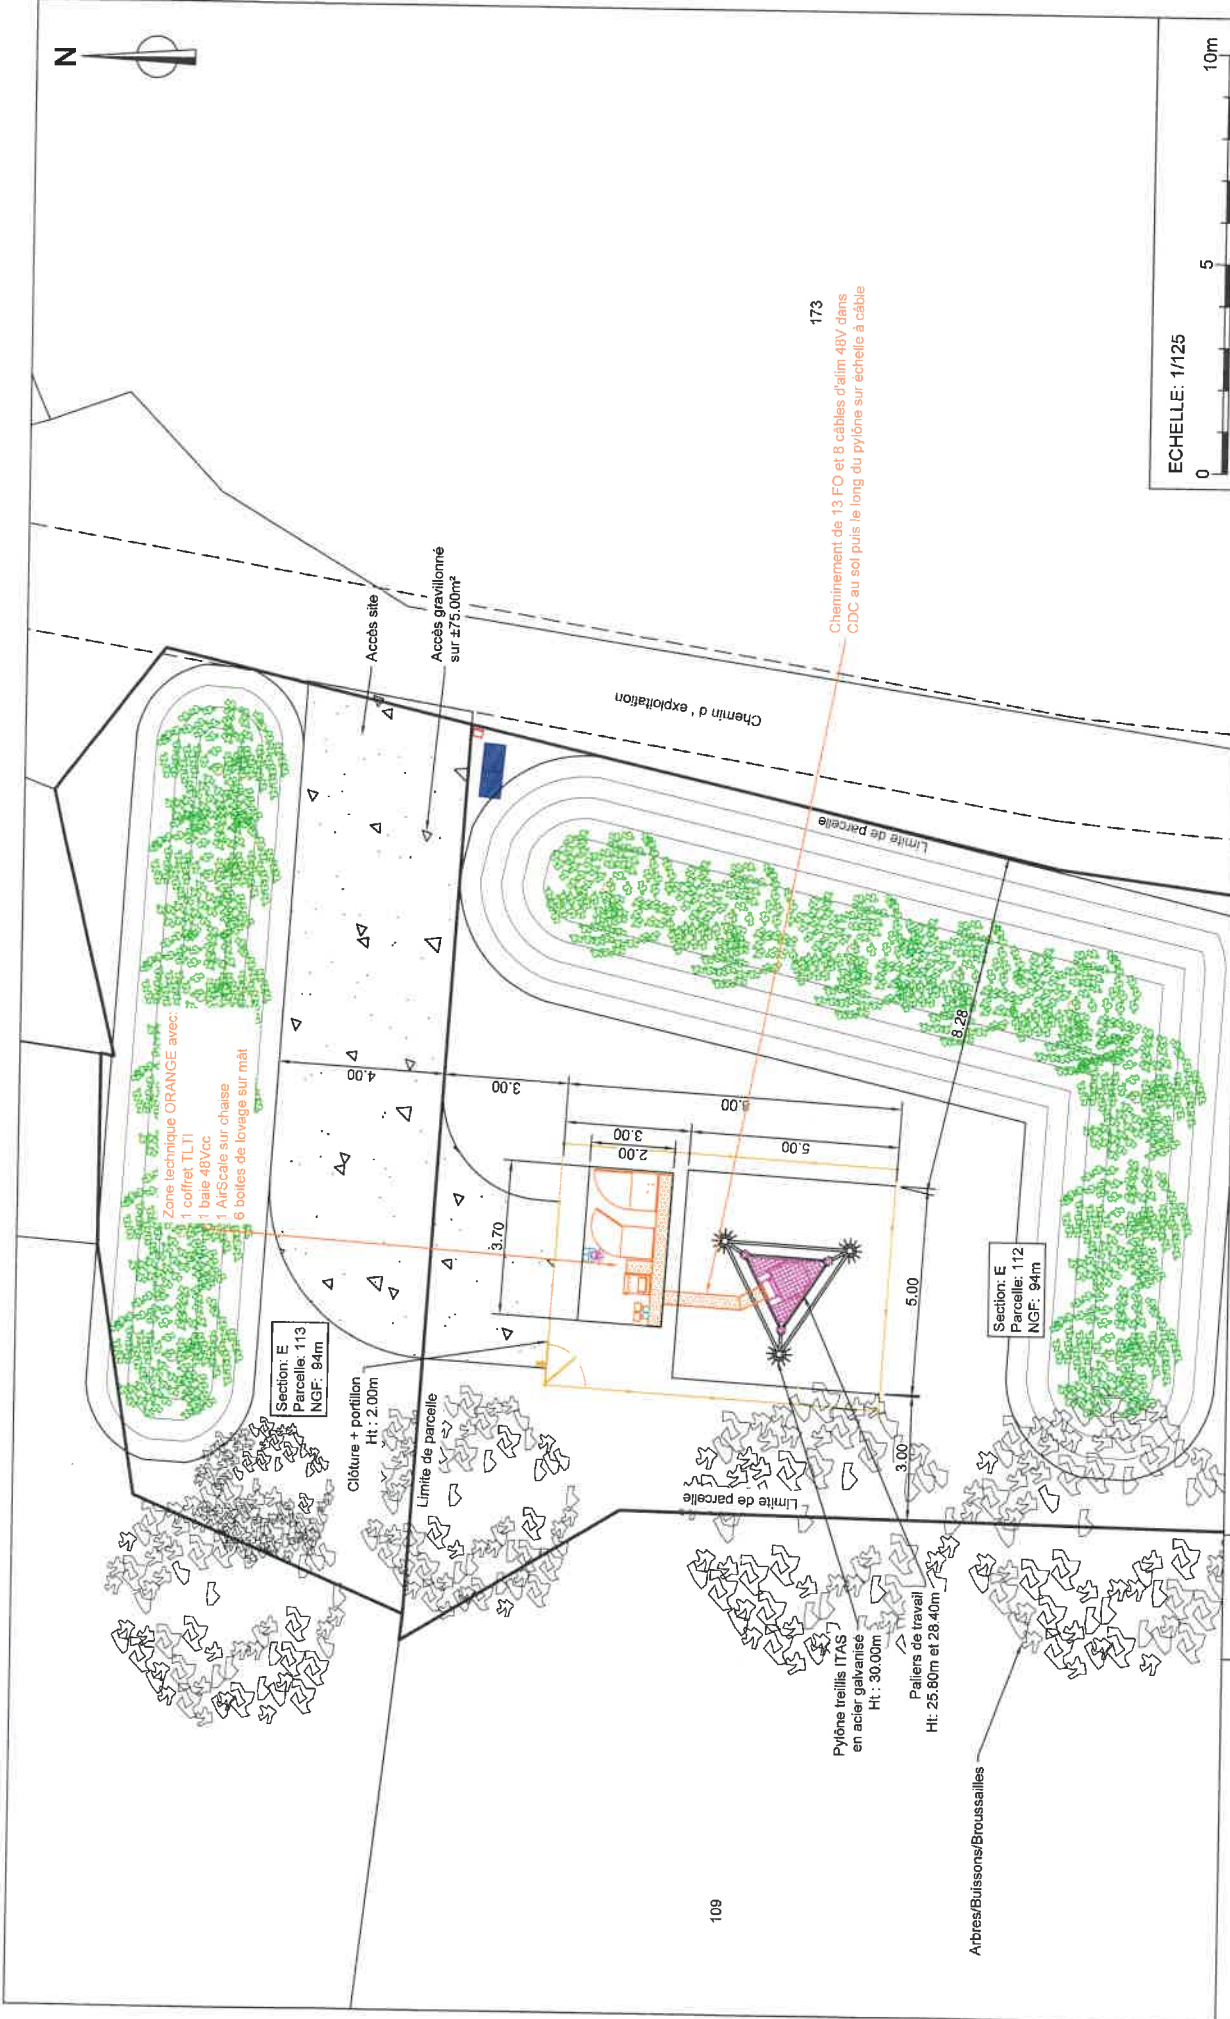 N
Zone technique ORANGE avec:
1 coffret TLTI
1 baie 48Vcc
1 AirScale sur chaise
6 boîtes de lovage sur mât
Section: E
Parcelle: 113
NGF: 94m
Clôture + portillon
Ht : 2.00m
Limite de parcelle
Accès site
Accès gravillonné
sur ±75.00m²
Chemin d ' exploitation
Limite de parcelle
4.00
3.00
3.70
2.00
3.00
8.00
5.00
5.00
8.28
3.00
173
Cheminement de 13 FO et 8 câbles d'alim 48V dans
CDC au sol puis le long du pylône sur échelle à câble
Limite de parcelle
Section: E
Parcelle: 112
NGF: 94m
Pylône treillis ITAS
en acier galvanisé
Ht : 30.00m
Paliers de travail
Ht: 25.80m et 28.40m
Arbres/Buissons/Broussailles
109
ECHELLE: 1/125
0
5
10m